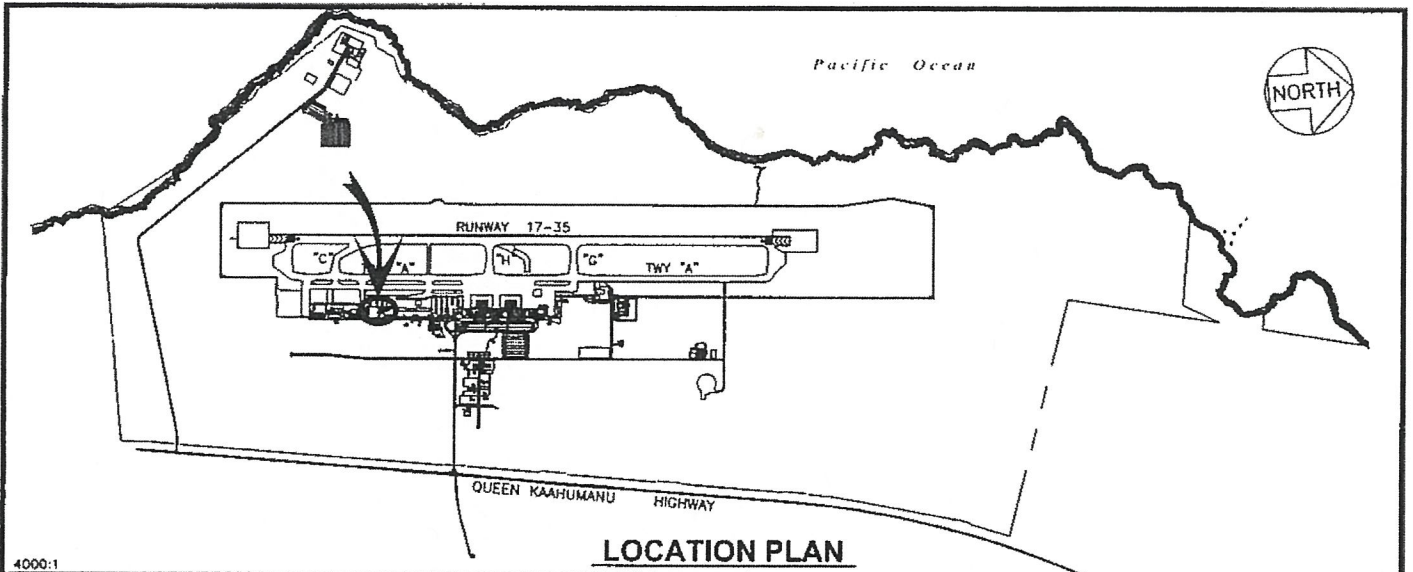 Pacific Ocean
NORTH
RUNWAY 17-35
"C"
"A"
"H"
"G"
TWY "A"
QUEEN KAAHUMANU HIGHWAY
LOCATION PLAN
4000:1